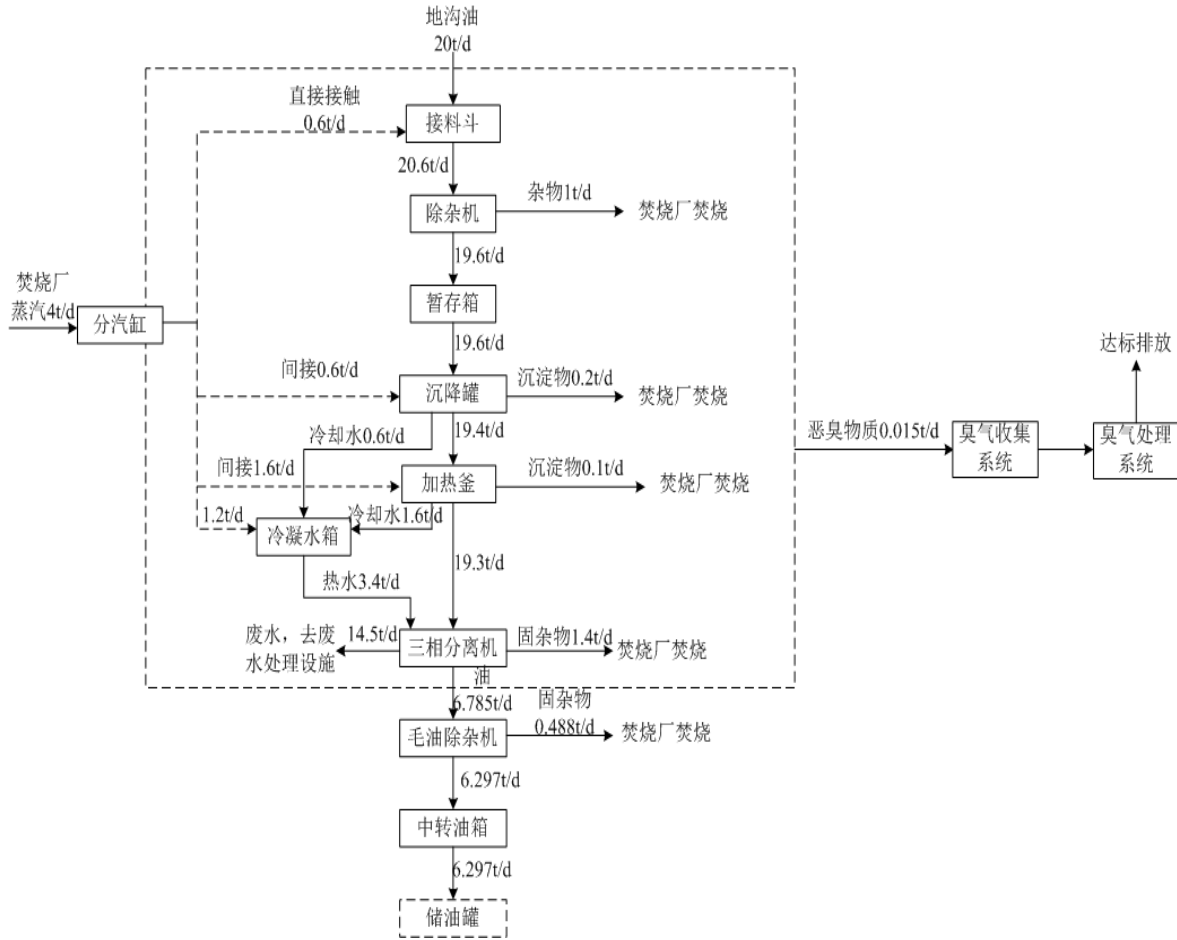 地沟油
20t/d
直接接触
0.6t/d
接料斗
20.6t/d
杂物1t/d
除杂机
焚烧厂焚烧
19.6t/d
焚烧厂
蒸汽4t/d
分汽缸
暂存箱
19.6t/d
达标排放
间接0.6t/d
沉淀物0.2t/d
沉降罐
焚烧厂焚烧
冷却水0.6t/d
19.4t/d
恶臭物质0.015t/d
臭气收集
系统
臭气处理
系统
间接1.6t/d
沉淀物0.1t/d
加热釜
焚烧厂焚烧
1.2t/d
冷却水1.6t/d
冷凝水箱
19.3t/d
热水3.4t/d
废水，去废
水处理设施
14.5t/d
三相分离机
固杂物1.4t/d
焚烧厂焚烧
油
6.785t/d
固杂物
0.488t/d
毛油除杂机
焚烧厂焚烧
6.297t/d
中转油箱
6.297t/d
储油罐